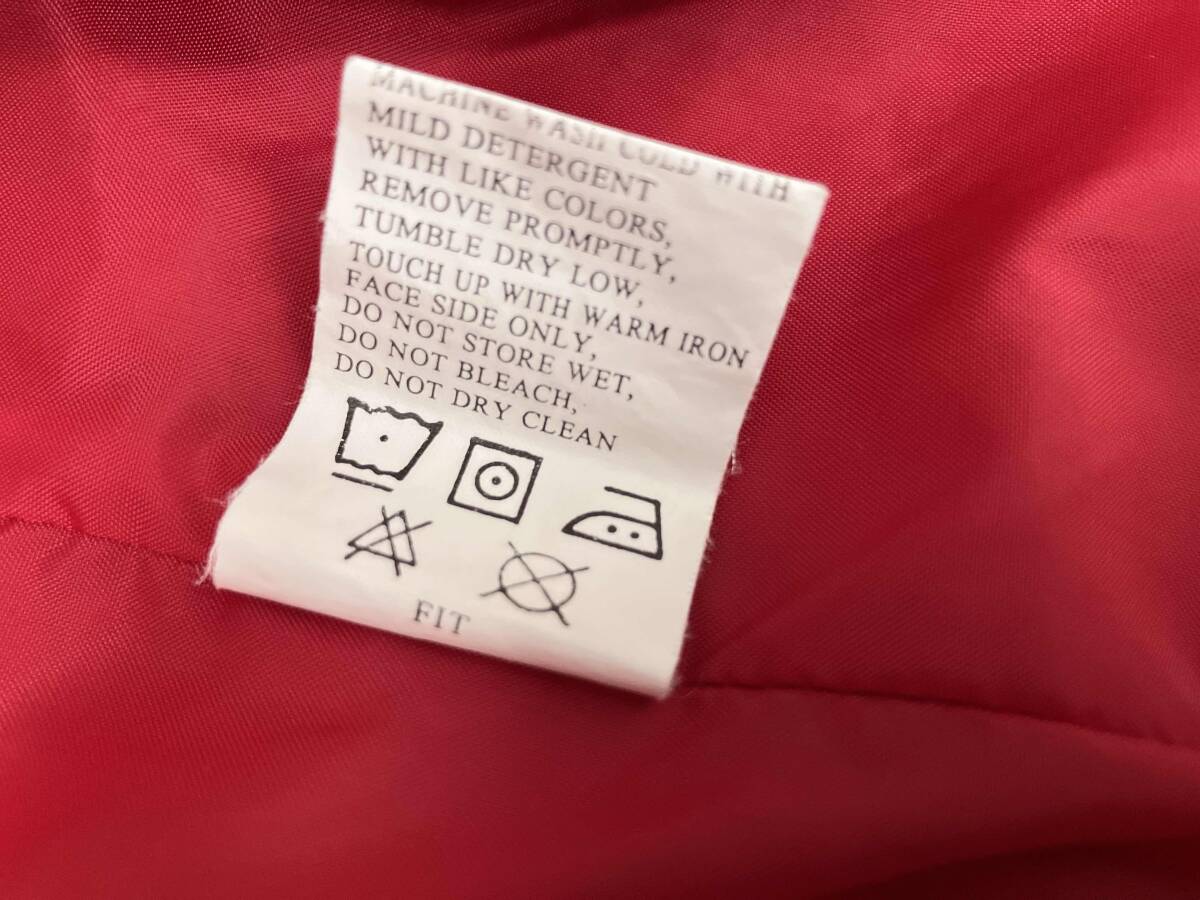 MACHINE WASH COLD WITH
MILD DETERGENT
WITH LIKE COLORS,
REMOVE PROMPTLY,
TUMBLE DRY LOW,
TOUCH UP WITH WARM IRON
FACE SIDE ONLY,
DO NOT STORE WET,
DO NOT BLEACH,
DO NOT DRY CLEAN
FIT